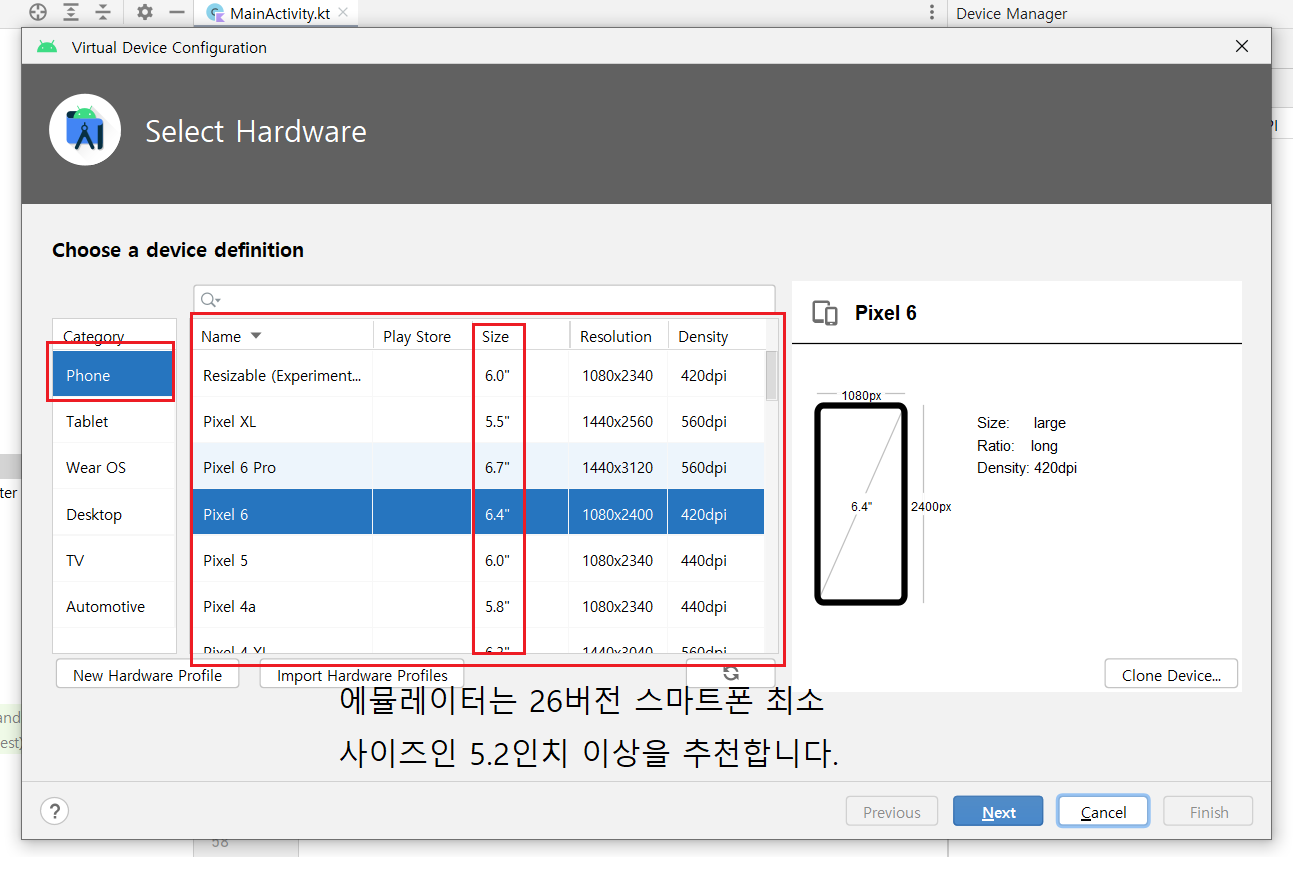 MainActivity.kt
Device Manager
Virtual Device Configuration
Select Hardware
Choose a device definition
Category
Phone
Tablet
Wear OS
Desktop
TV
Automotive
Name Play Store Size Resolution Density
Resizable (Experiment... 6.0" 1080x2340 420dpi
Pixel XL 5.5" 1440x2560 560dpi
Pixel 6 Pro 6.7" 1440x3120 560dpi
Pixel 6 6.4" 1080x2400 420dpi
Pixel 5 6.0" 1080x2340 440dpi
Pixel 4a 5.8" 1080x2340 440dpi
Pixel 4 XL 6.3" 1440x3040 560dpi
Pixel 6
1080px
6.4"
2400px
Size: large
Ratio: long
Density: 420dpi
New Hardware Profile
Import Hardware Profiles
Clone Device...
에뮬레이터는 26버전 스마트폰 최소
사이즈인 5.2인치 이상을 추천합니다.
?
Previous
Next
Cancel
Finish
58